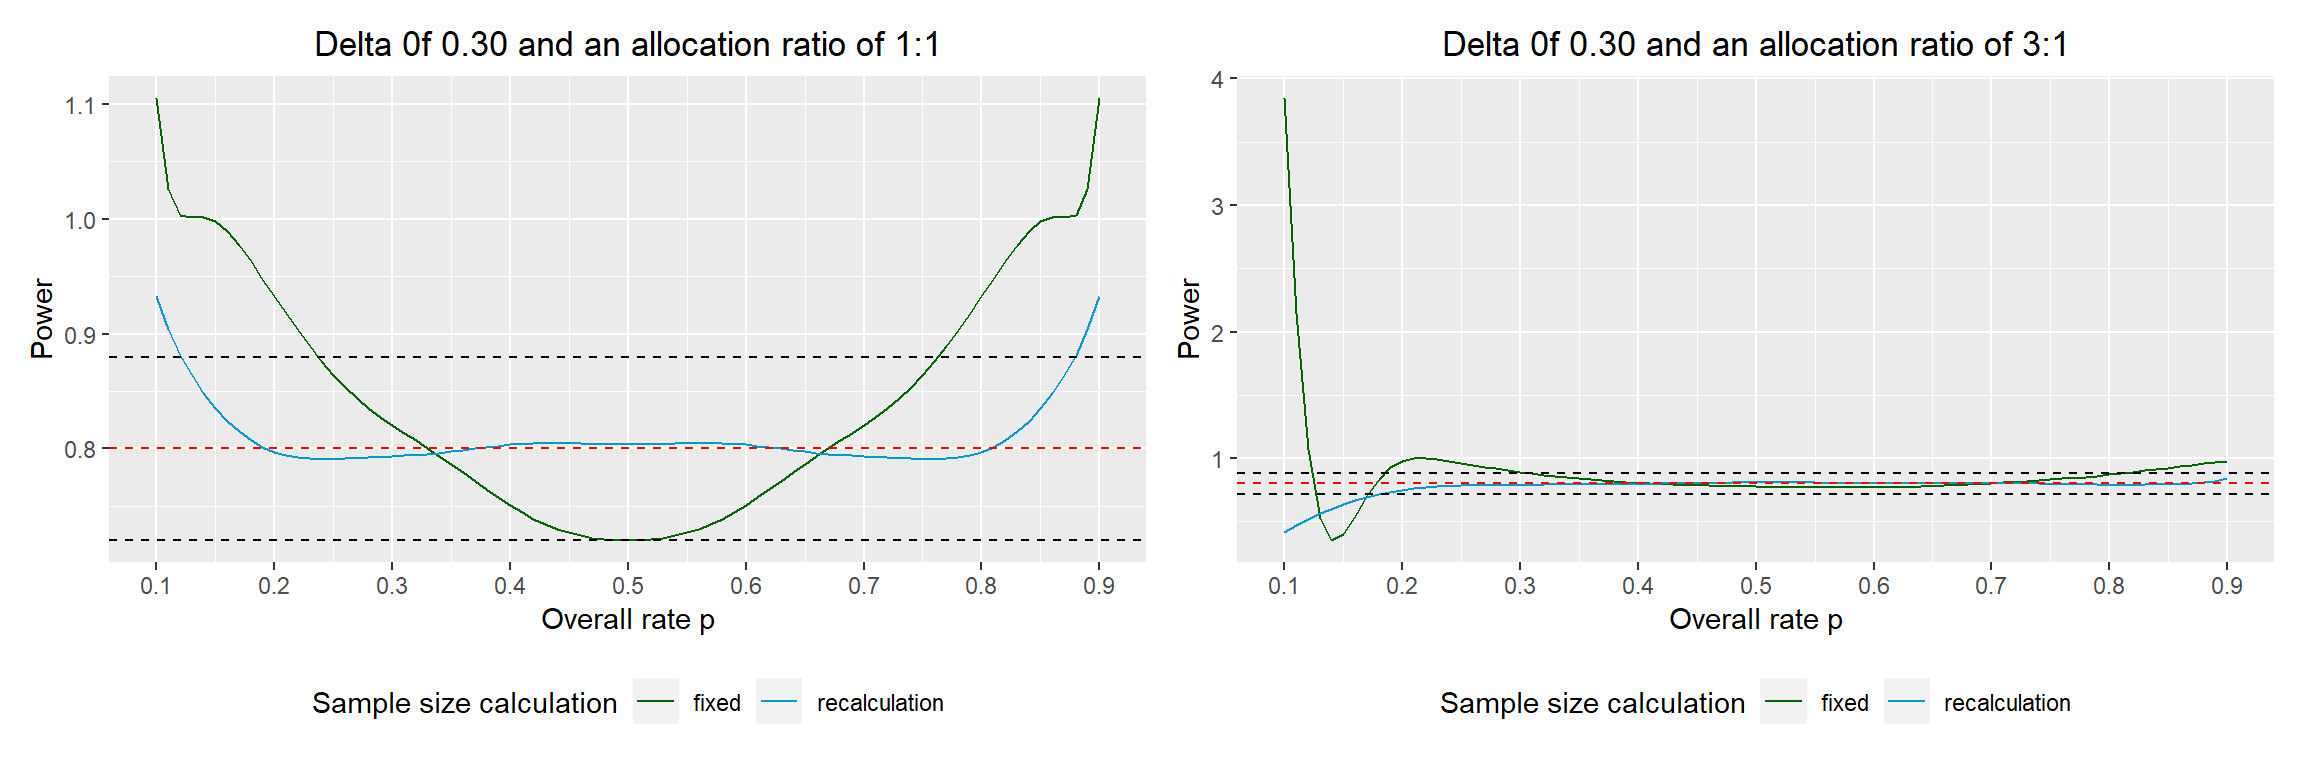 Delta 0f 0.30 and an allocation ratio of 1:1
Power
1.1
1.0
0.9
0.8
0.1 0.2 0.3 0.4 0.5 0.6 0.7 0.8 0.9
Overall rate p
Sample size calculation fixed recalculation
Delta 0f 0.30 and an allocation ratio of 3:1
Power
4
3
2
1
0.1 0.2 0.3 0.4 0.5 0.6 0.7 0.8 0.9
Overall rate p
Sample size calculation fixed recalculation